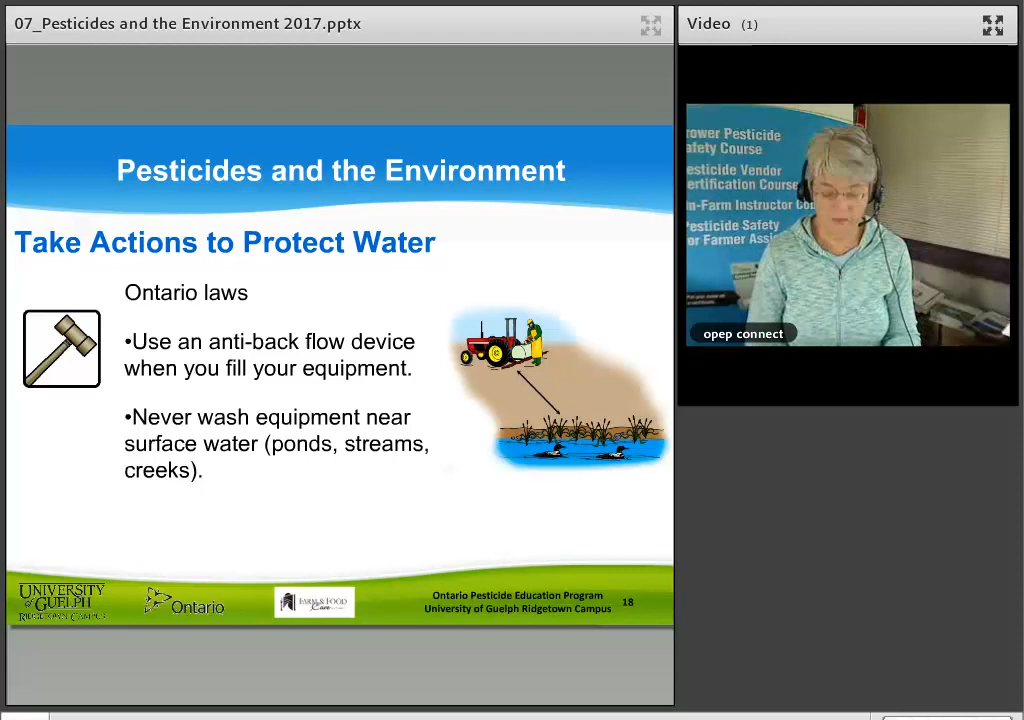 07_Pesticides and the Environment 2017.pptx
Video (1)
Pesticides and the Environment
Take Actions to Protect Water
Ontario laws
•Use an anti-back flow device
when you fill your equipment.
•Never wash equipment near
surface water (ponds, streams,
creeks).
UNIVERSITY
of GUELPH
RIDGETOWN CAMPUS
Ontario
FARM & FOOD
Care
Ontario Pesticide Education Program
University of Guelph Ridgetown Campus
18
rower Pesticide
afety Course
esticide Vendor
ertification Course
n-Farm Instructor Cou
Pesticide Safety
or Farmer Assi
opep connect